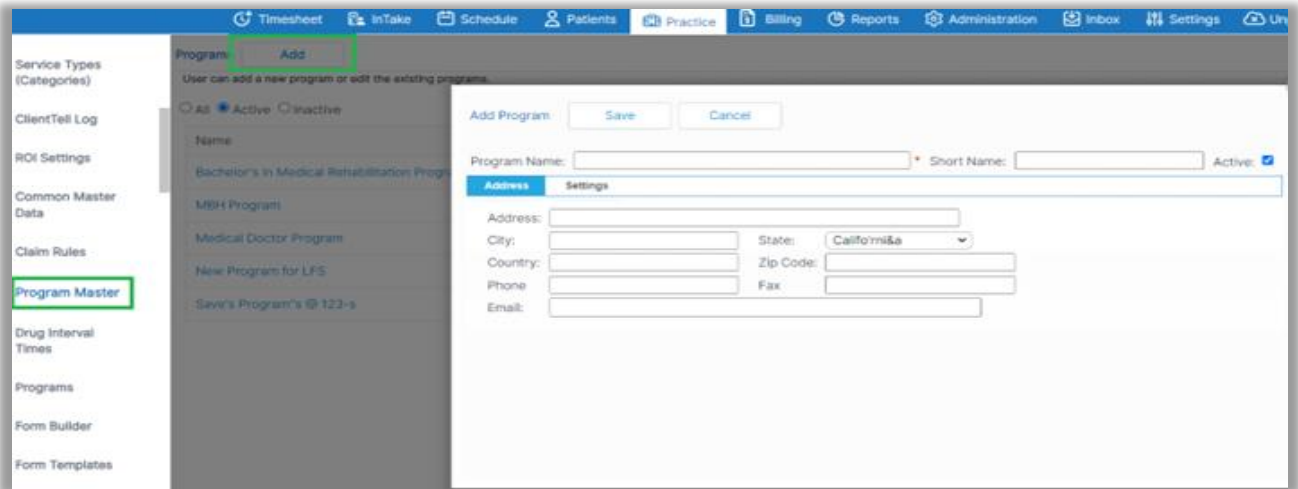 Timesheet InTake Schedule Patients Practice Billing Reports Administration Inbox Settings Un
Service Types
(Categories)
ClientTell Log
ROI Settings
Common Master
Data
Claim Rules
Program Master
Drug Interval
Times
Programs
Form Builder
Form Templates
Program Add
User can add a new program or edit the existing programs.
All Active Inactive
Name
Bachelor's in Medical Rehabilitation Progr
MBH Program
Medical Doctor Program
New Program for LFS
Save's Program"s @ 123-s
Add Program Save Cancel
Program Name: * Short Name: Active:
Address Settings
Address:
City: State: Califo'rni&a
Country: Zip Code:
Phone Fax
Email: